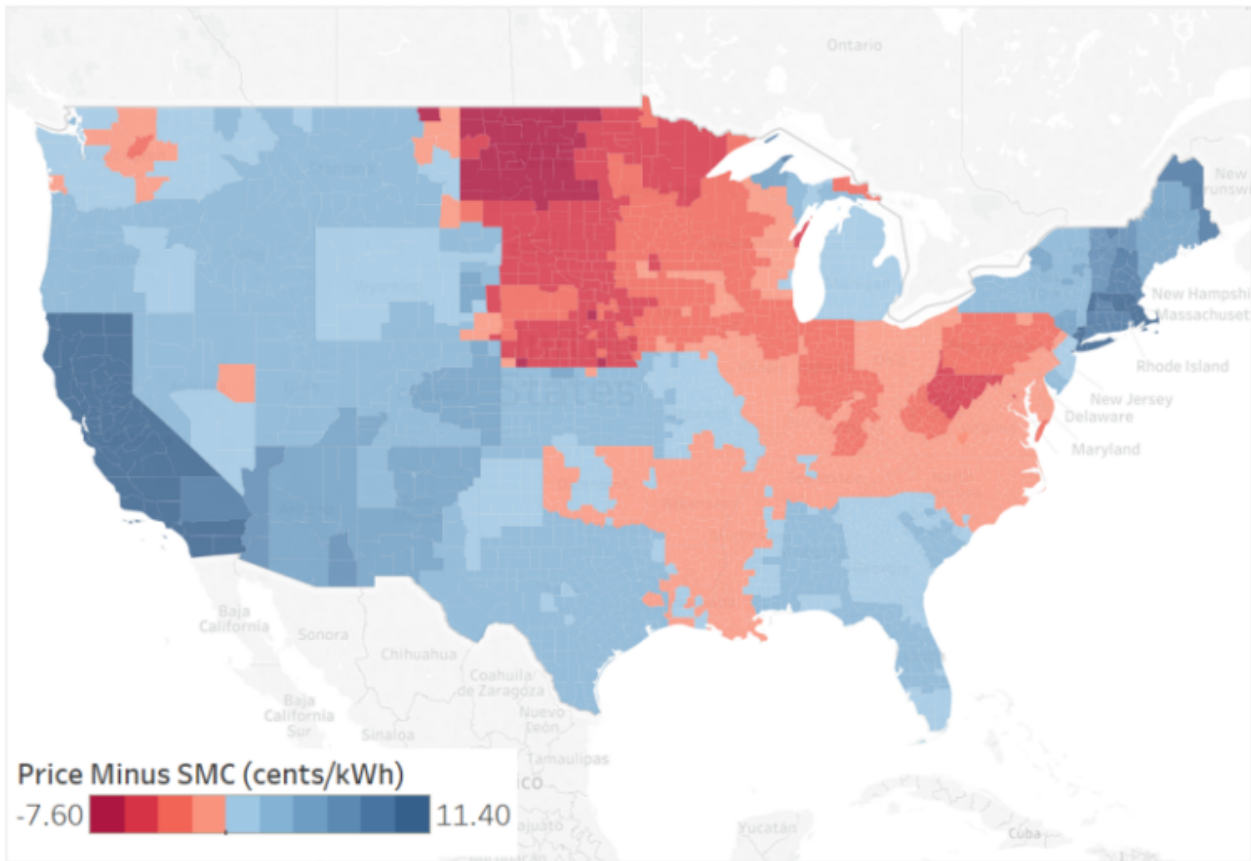 Ontario
New
States
New Hampshi
Massachuset
Rhode Island
New Jersey
Delaware
Maryland
Baja
California
Sonora
Chihuahua
Coahuila
de Zaragoza
Baja
California
Sur
Nuevo
León
Sinaloa
Tamaulipas
Price Minus SMC (cents/kWh)
-7.60
11.40
Yucatán
Cuba